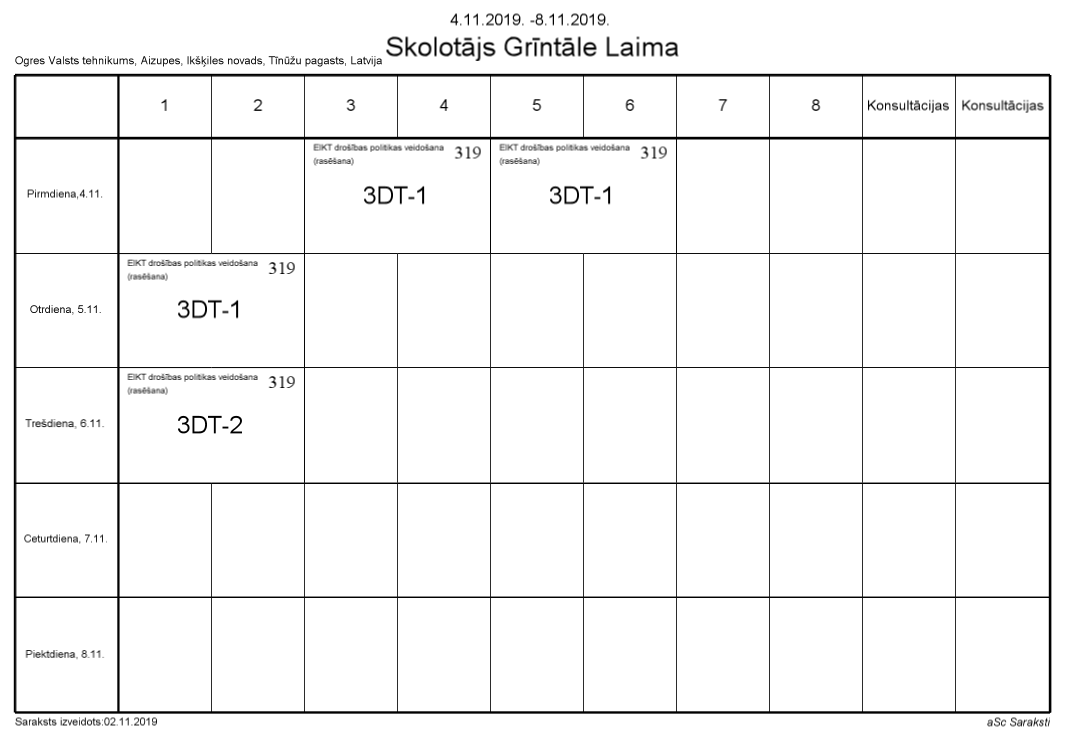 4.11.2019. -8.11.2019.
Skolotājs Grīntāle Laima
Ogres Valsts tehnikums, Aizupes, Ikšķiles novads, Tīnūžu pagasts, Latvija
1 2 3 4 5 6 7 8 Konsultācijas Konsultācijas
Pirmdiena,4.11.
EIKT drošības politikas veidošana 319
(rasēšana)
3DT-1
EIKT drošības politikas veidošana 319
(rasēšana)
3DT-1
Otrdiena, 5.11.
EIKT drošības politikas veidošana 319
(rasēšana)
3DT-1
Trešdiena, 6.11.
EIKT drošības politikas veidošana 319
(rasēšana)
3DT-2
Ceturtdiena, 7.11.
Piektdiena, 8.11.
Saraksts izveidots:02.11.2019
aSc Saraksti